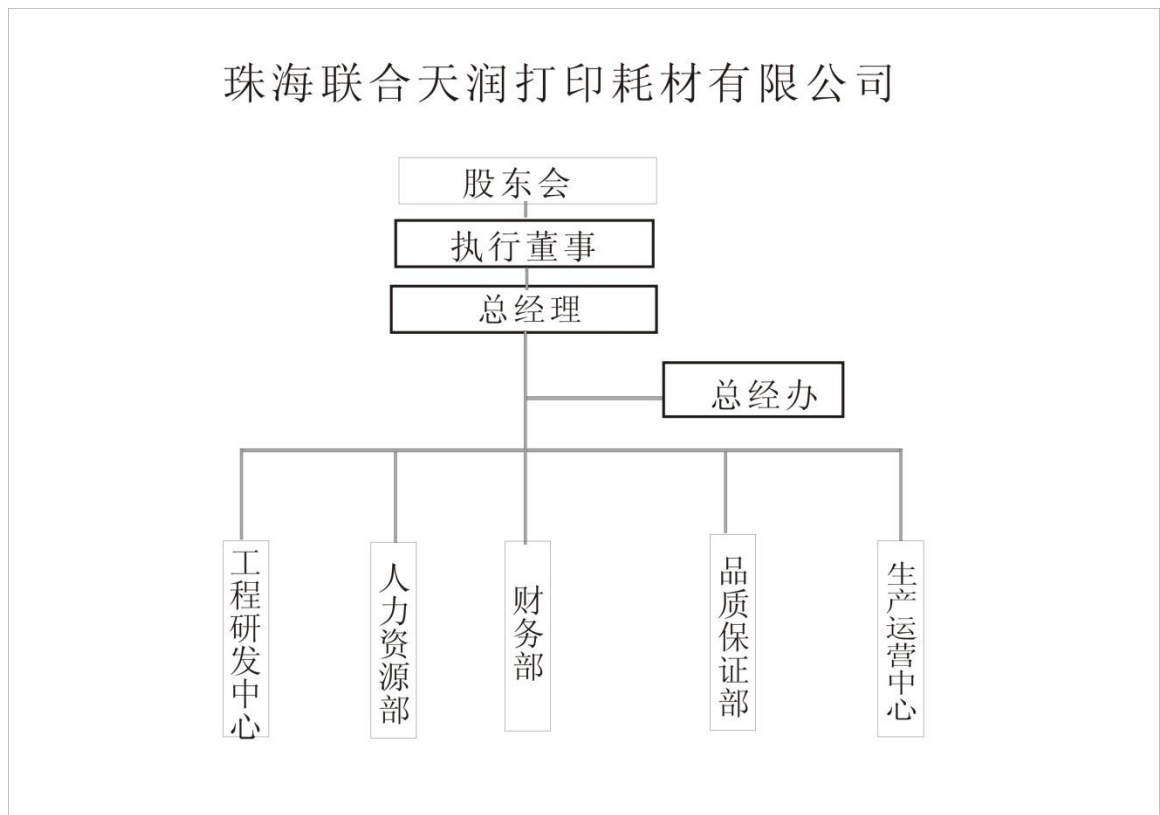 珠海联合天润打印耗材有限公司
股东会
执行董事
总经理
总经办
工程研发中心
人力资源部
财务部
品质保证部
生产运营中心